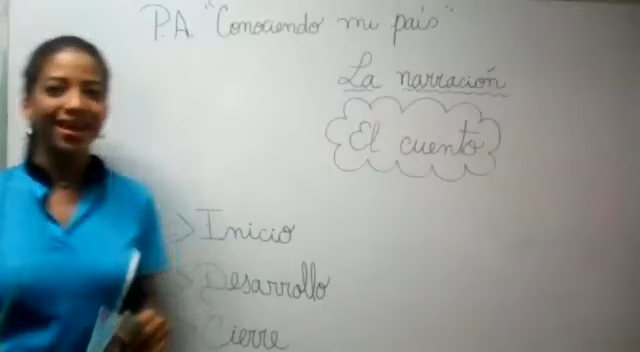 P.A. "Conociendo mi país"
La narración
El cuento
> Inicio
> Desarrollo
Cierre